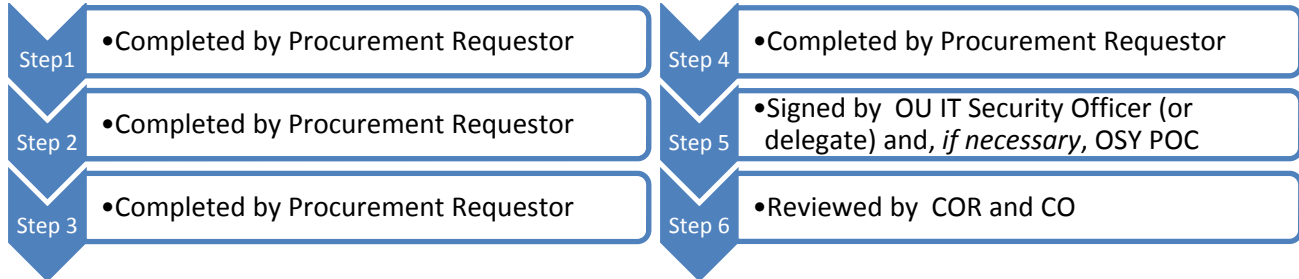 Step1
•Completed by Procurement Requestor
Step 2
•Completed by Procurement Requestor
Step 3
•Completed by Procurement Requestor
Step 4
•Completed by Procurement Requestor
Step 5
•Signed by OU IT Security Officer (or
delegate) and, if necessary, OSY POC
Step 6
•Reviewed by COR and CO